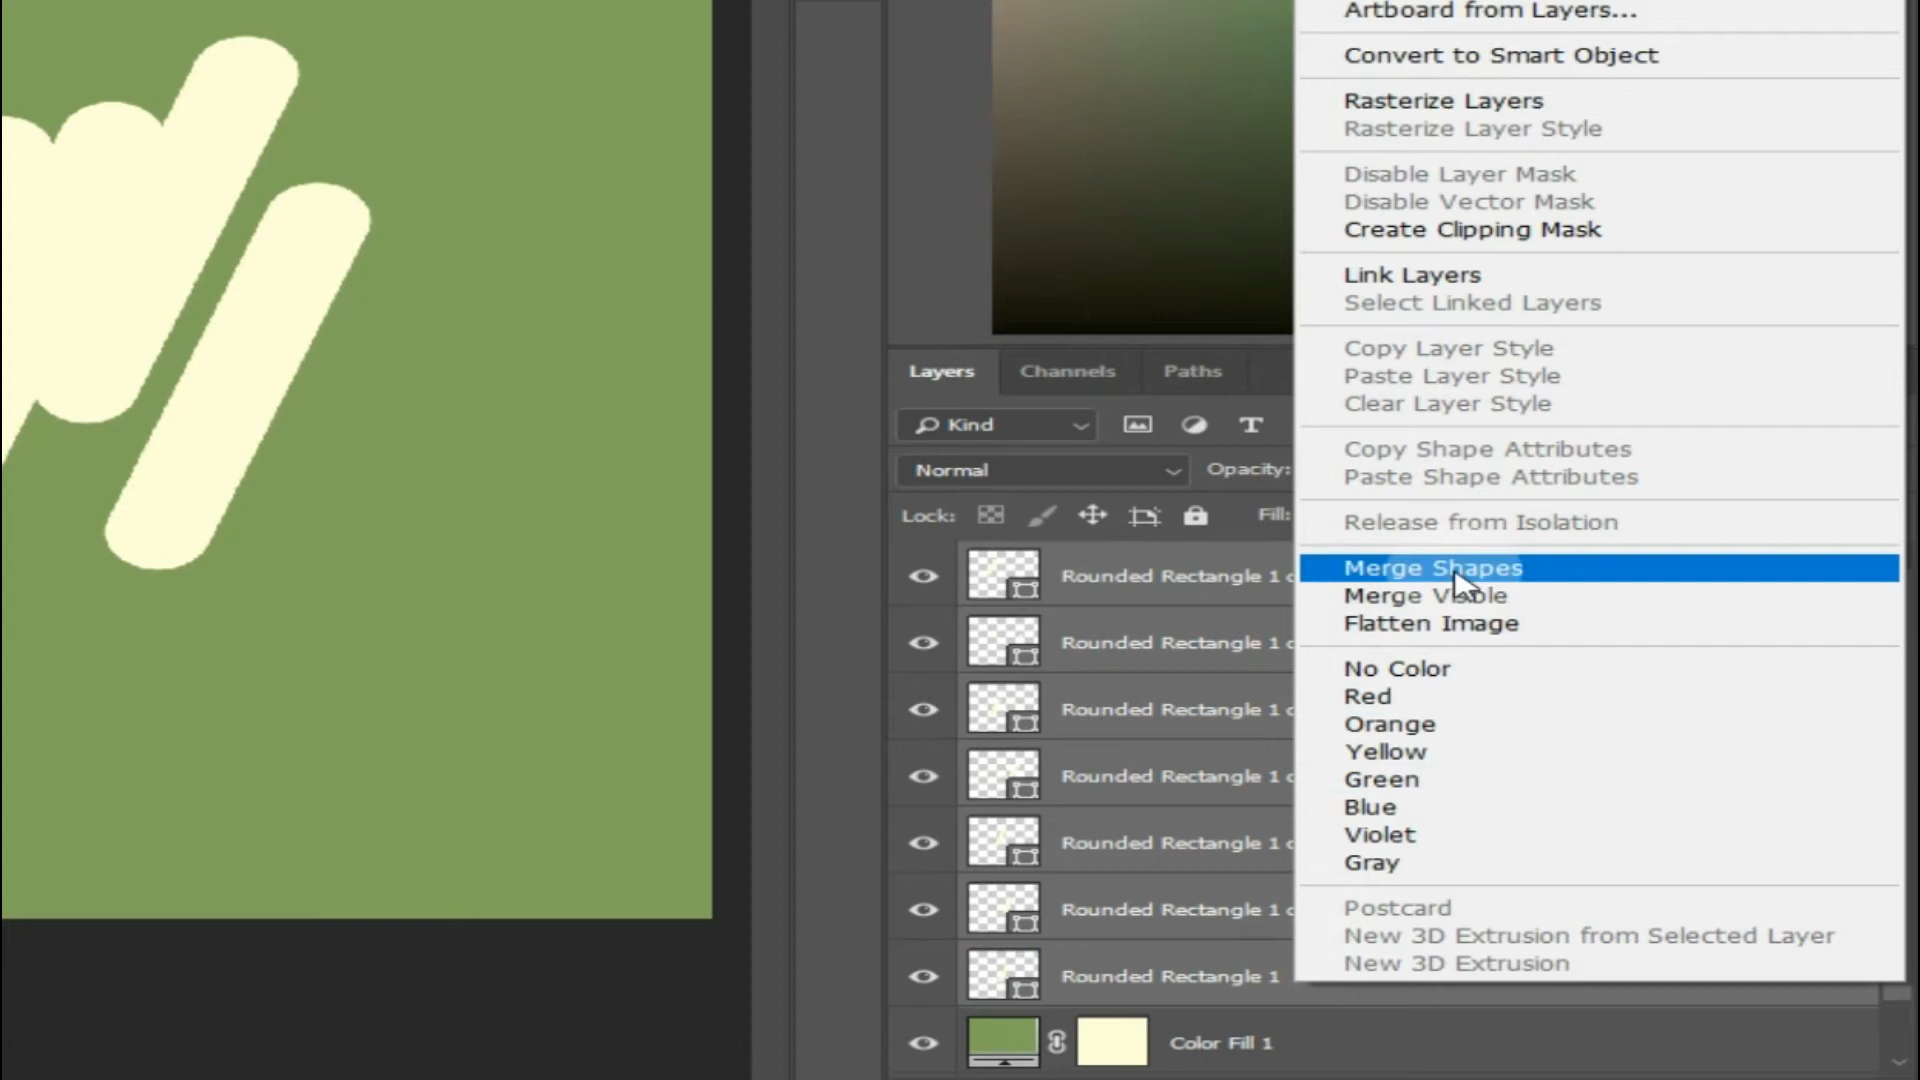 Artboard from Layers...
Convert to Smart Object
Rasterize Layers
Rasterize Layer Style
Disable Layer Mask
Disable Vector Mask
Create Clipping Mask
Link Layers
Select Linked Layers
Copy Layer Style
Paste Layer Style
Clear Layer Style
Copy Shape Attributes
Paste Shape Attributes
Release from Isolation
Merge Shapes
Merge Visible
Flatten Image
No Color
Red
Orange
Yellow
Green
Blue
Violet
Gray
Postcard
New 3D Extrusion from Selected Layer
New 3D Extrusion
Layers Channels Paths
Kind T
Normal Opacity:
Lock: Fill:
Rounded Rectangle 1 c
Rounded Rectangle 1 c
Rounded Rectangle 1 c
Rounded Rectangle 1 c
Rounded Rectangle 1 c
Rounded Rectangle 1 c
Rounded Rectangle 1
Color Fill 1